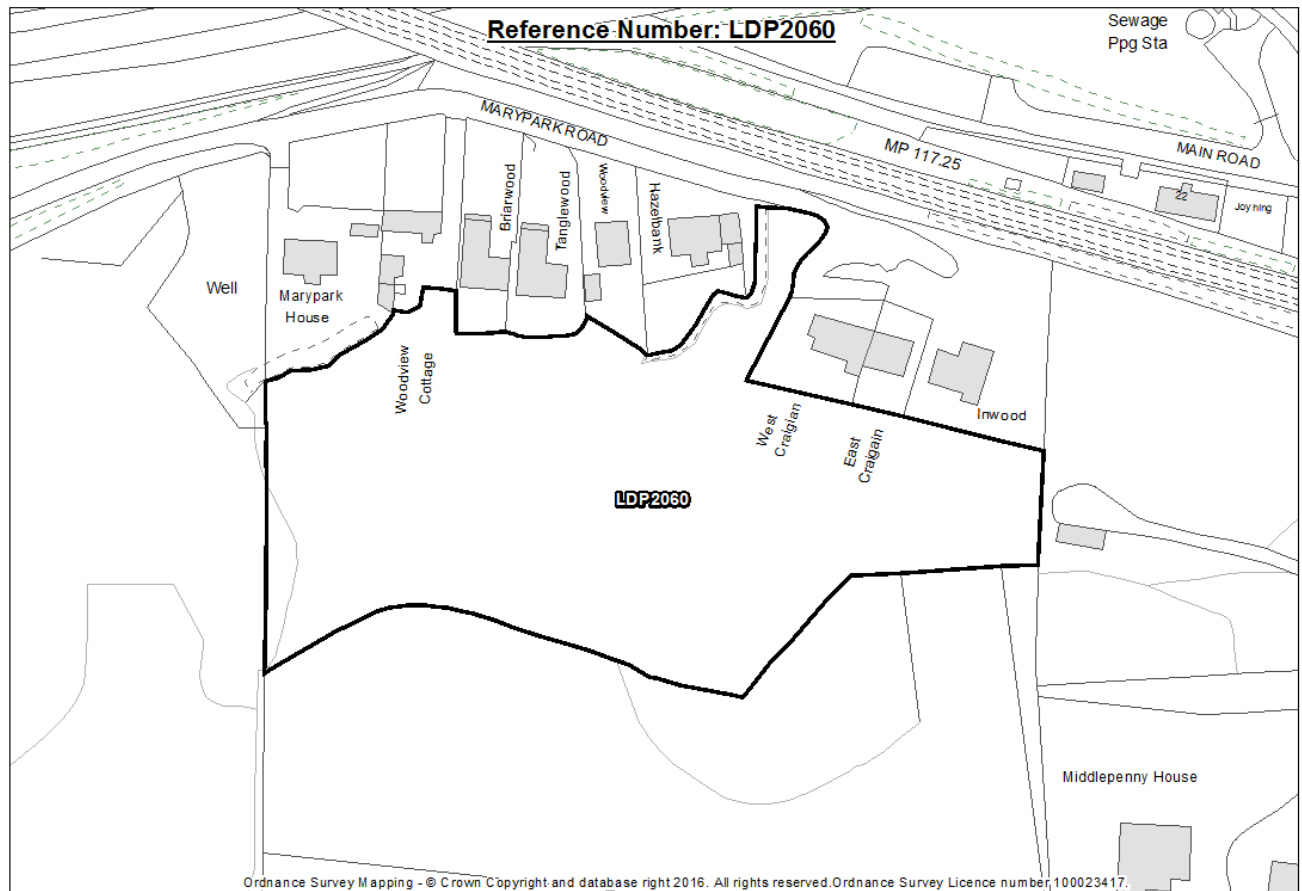 Reference Number: LDP2060
Sewage
Ppg Sta
MARYPARK ROAD
MP 117.25
MAIN ROAD
22
Joyning
Briarwood
Tanglewood
Woodview
Hazelbank
Well
Marypark
House
Woodview
Cottage
West
Craigian
East
Craigain
Inwood
LDP2060
Middlepenny House
Ordnance Survey Mapping - © Crown Copyright and database right 2016. All rights reserved.Ordnance Survey Licence number 100023417.